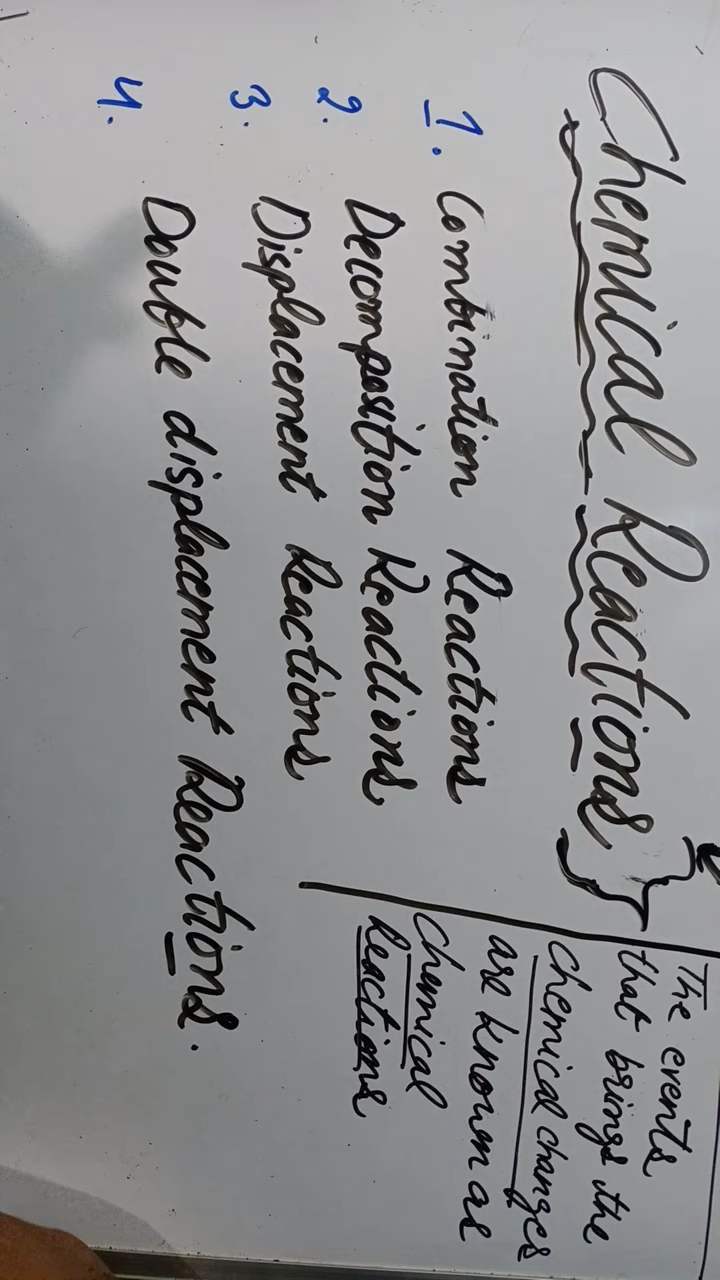 Chemical Reactions
1. Combination Reactions
2. Decomposition Reactions
3. Displacement Reactions
4. Double displacement Reactions.
The events
that brings the
chemical changes
are known as
Chemical
Reactions